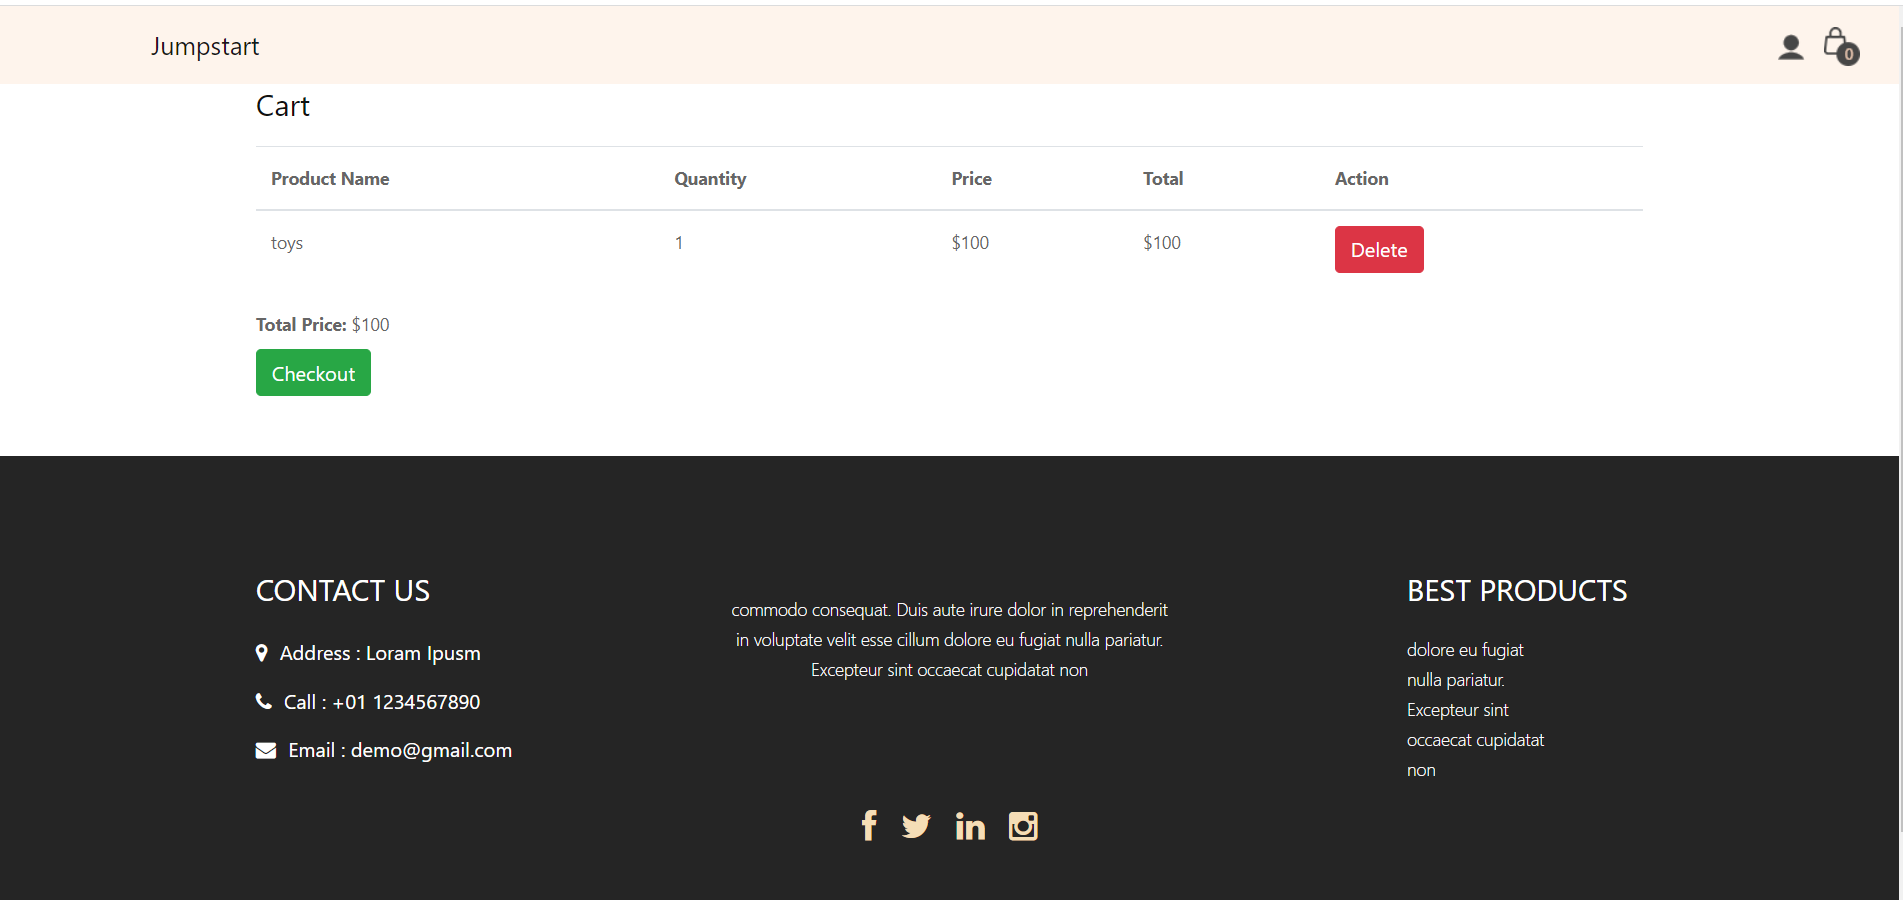 Jumpstart
0
Cart
Product Name Quantity Price Total Action
toys 1 $100 $100 Delete
Total Price: $100
Checkout
CONTACT US
Address : Loram Ipusm
Call : +01 1234567890
Email : demo@gmail.com
commodo consequat. Duis aute irure dolor in reprehenderit
in voluptate velit esse cillum dolore eu fugiat nulla pariatur.
Excepteur sint occaecat cupidatat non
BEST PRODUCTS
dolore eu fugiat
nulla pariatur.
Excepteur sint
occaecat cupidatat
non